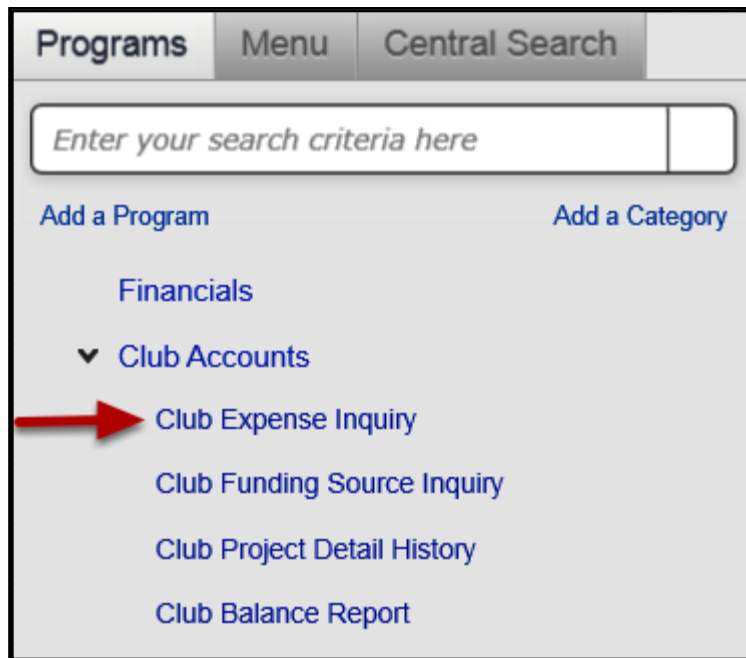 Programs Menu Central Search
Enter your search criteria here
Add a Program Add a Category
Financials
Club Accounts
Club Expense Inquiry
Club Funding Source Inquiry
Club Project Detail History
Club Balance Report